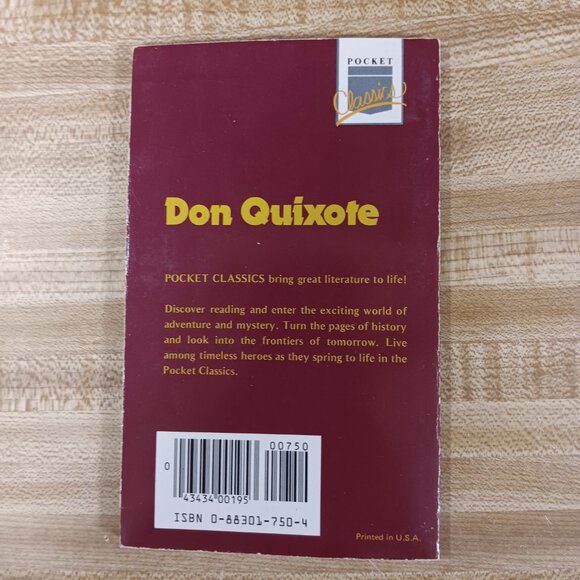 POCKET
Classics
Don Quixote
POCKET CLASSICS bring great literature to life!
Discover reading and enter the exciting world of
adventure and mystery. Turn the pages of history
and look into the frontiers of tomorrow. Live
among timeless heroes as they spring to life in the
Pocket Classics.
00750
0
43434 00195
ISBN 0-88301-750-4
Printed in U.S.A.